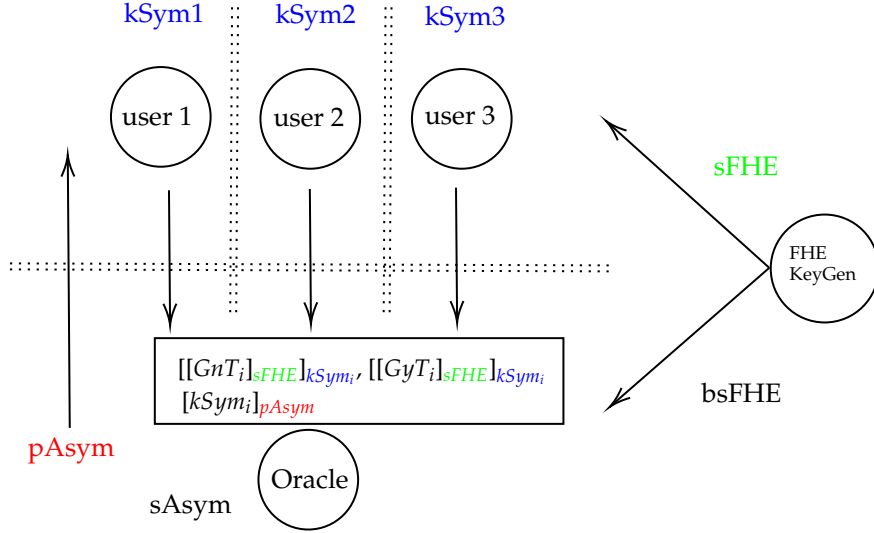 kSym1 kSym2 kSym3
user 1 user 2 user 3
sFHE
FHE
KeyGen
[[GnT_i]_sFHE]_kSym_i, [[GyT_i]_sFHE]_kSym_i
[kSym_i]_pAsym
bsFHE
pAsym
Oracle
sAsym